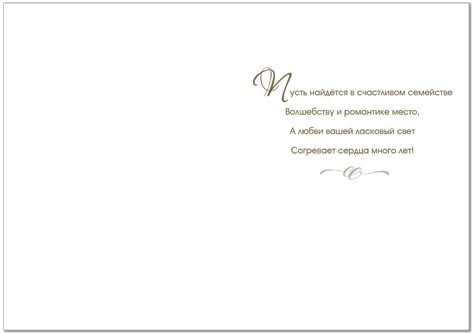 Пусть найдётся в счастливом семействе
Волшебству и романтике место,
А любви вашей ласковый свет
Согревает сердца много лет!